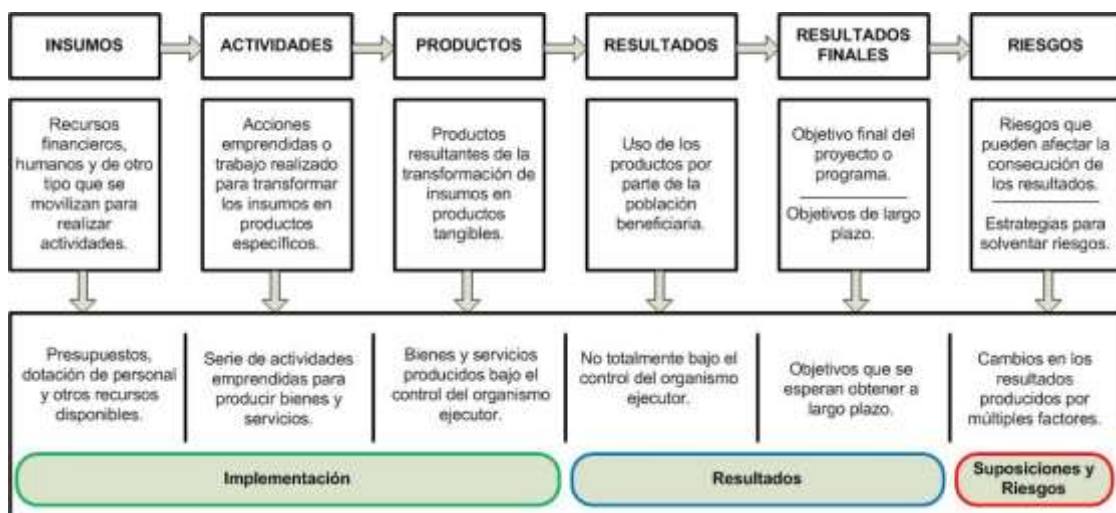 INSUMOS
ACTIVIDADES
PRODUCTOS
RESULTADOS
RESULTADOS
FINALES
RIESGOS
Recursos
financieros,
humanos y de otro
tipo que se
movilizan para
realizar
actividades.
Acciones
emprendidas o
trabajo realizado
para transformar
los insumos en
productos
específicos.
Productos
resultantes de la
transformación de
insumos en
productos
tangibles.
Uso de los
productos por
parte de la
población
beneficiaria.
Objetivo final del
proyecto o
programa.
Objetivos de largo
plazo.
Riesgos que
pueden afectar la
consecución de
los resultados.
Estrategias para
solventar riesgos.
Presupuestos,
dotación de personal
y otros recursos
disponibles.
Serie de actividades
emprendidas para
producir bienes y
servicios.
Bienes y servicios
producidos bajo el
control del organismo
ejecutor.
No totalmente bajo el
control del organismo
ejecutor.
Objetivos que se
esperan obtener a
largo plazo.
Cambios en los
resultados
producidos por
múltiples factores.
Implementación
Resultados
Suposiciones y
Riesgos